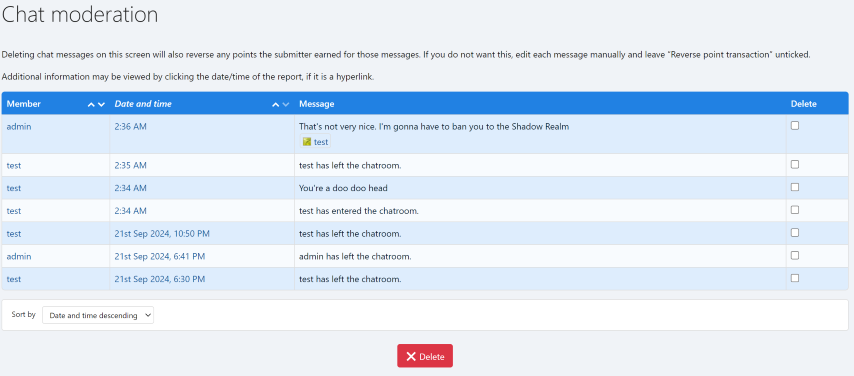 Chat moderation
Deleting chat messages on this screen will also reverse any points the submitter earned for those messages. If you do not want this, edit each message manually and leave "Reverse point transaction" unticked.
Additional information may be viewed by clicking the date/time of the report, if it is a hyperlink.
Member Date and time Message Delete
admin 2:36 AM That's not very nice. I'm gonna have to ban you to the Shadow Realm
test
test 2:35 AM test has left the chatroom.
test 2:34 AM You're a doo doo head
test 2:34 AM test has entered the chatroom.
test 21st Sep 2024, 10:50 PM test has left the chatroom.
admin 21st Sep 2024, 6:41 PM admin has left the chatroom.
test 21st Sep 2024, 6:30 PM test has left the chatroom.
Sort by Date and time descending
Delete